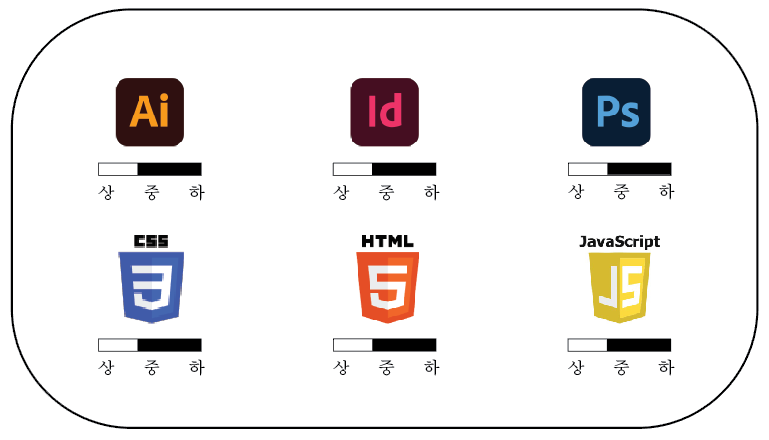 Ai Id Ps
상 중 하 상 중 하 상 중 하
CSS HTML JavaScript
3 5 JS
상 중 하 상 중 하 상 중 하